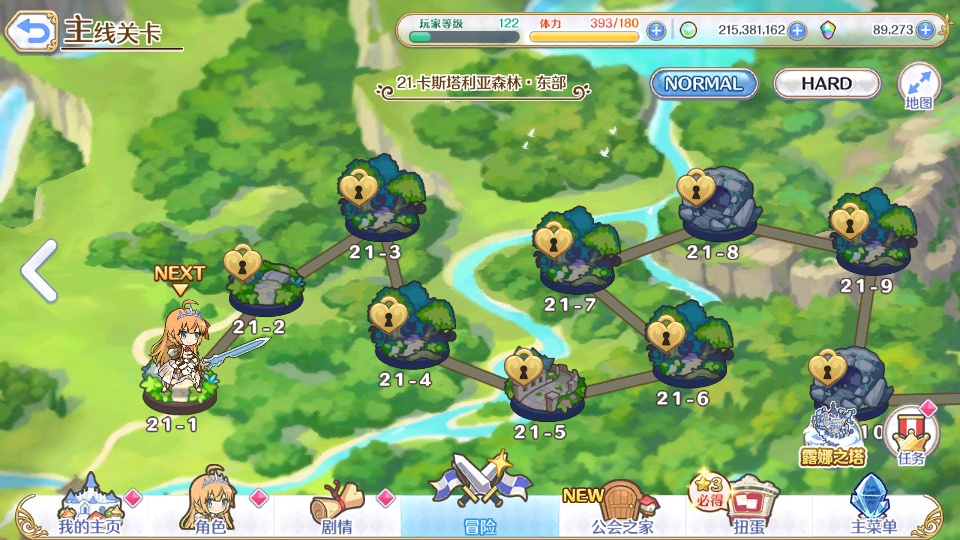 主线关卡
玩家等级 122 体力 393/180 215,381,162 89,273
21.卡斯塔利亚森林·东部 NORMAL HARD 地图
21-3
21-8
NEXT
21-7
21-9
21-2
21-4
21-6
21-1
21-5
10
露娜之塔 任务
NEW ★3
必得
我的主页 角色 剧情 冒险 公会之家 扭蛋 主菜单